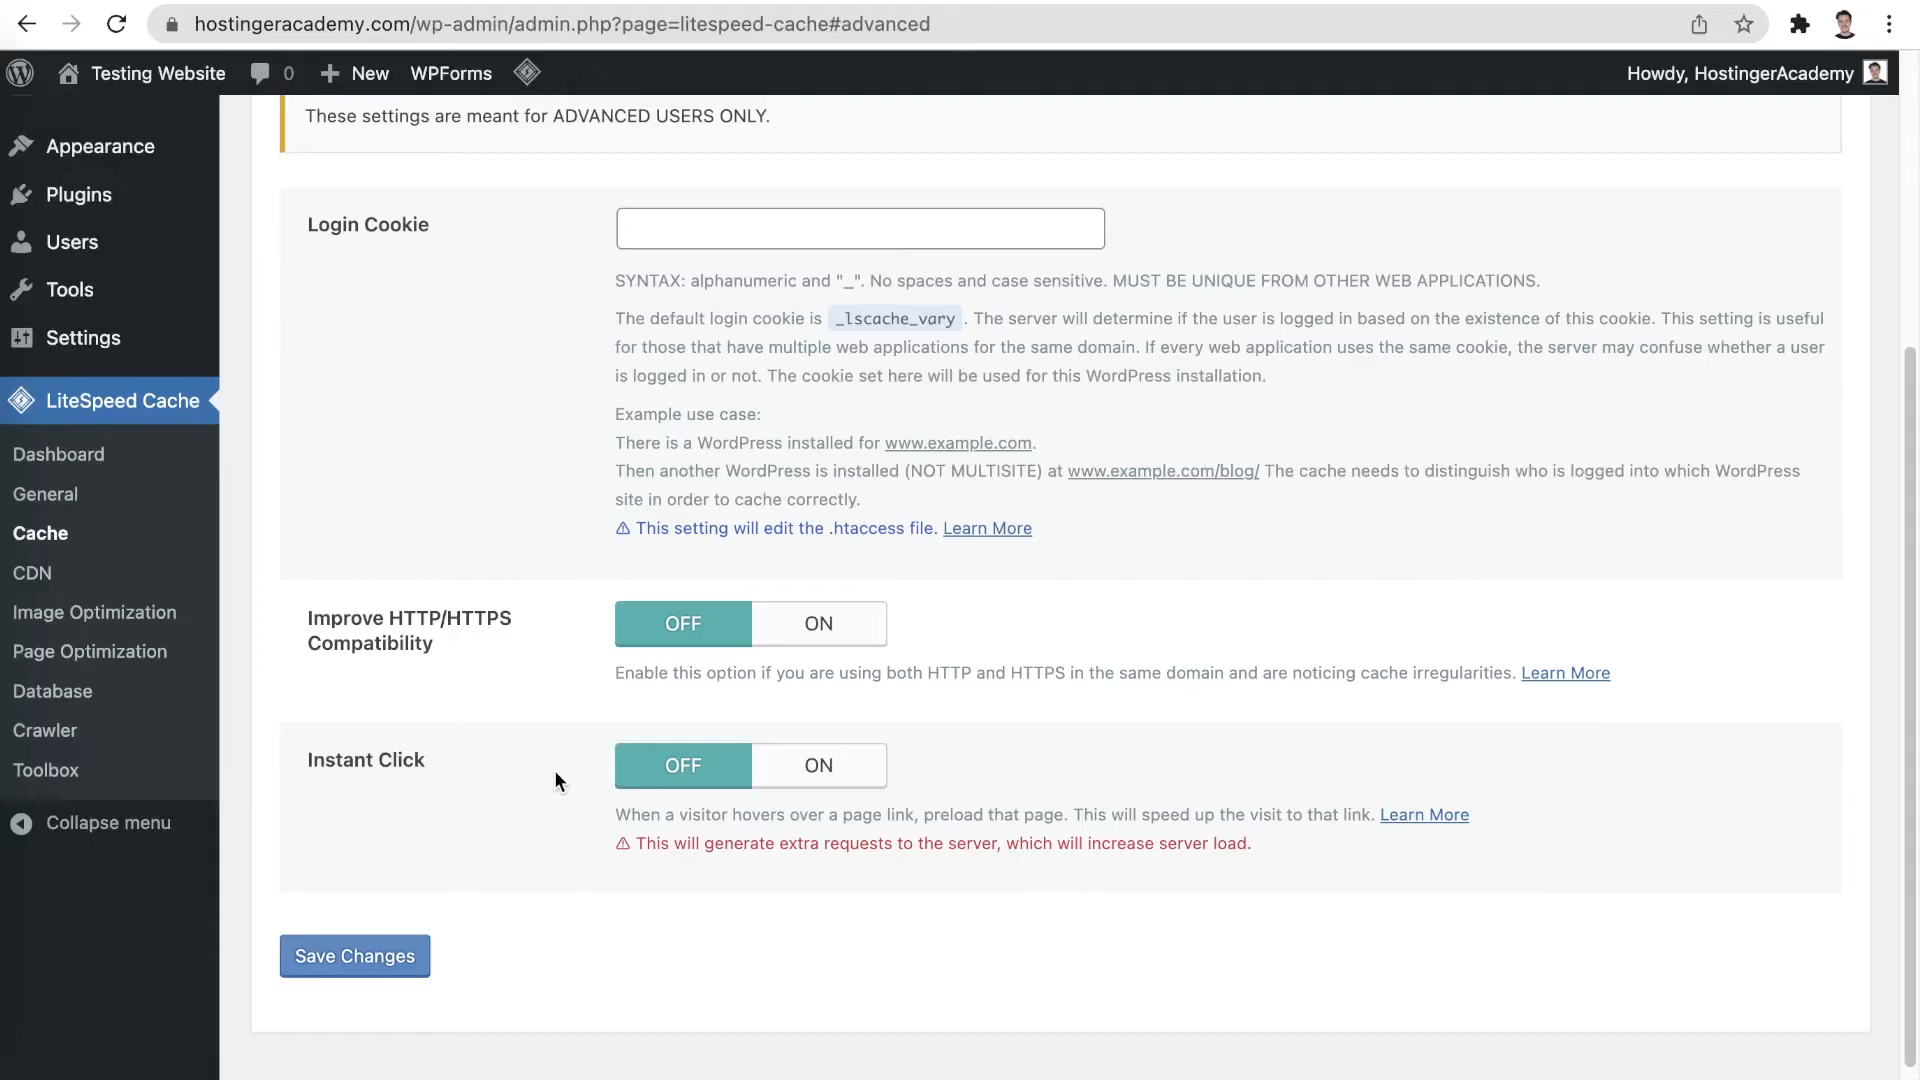 hostingeracademy.com/wp-admin/admin.php?page=litespeed-cache#advanced
Testing Website 0 New WPForms Howdy, HostingerAcademy
Appearance
Plugins
Users
Tools
Settings
LiteSpeed Cache
Dashboard
General
Cache
CDN
Image Optimization
Page Optimization
Database
Crawler
Toolbox
Collapse menu
These settings are meant for ADVANCED USERS ONLY.
Login Cookie
SYNTAX: alphanumeric and "_". No spaces and case sensitive. MUST BE UNIQUE FROM OTHER WEB APPLICATIONS.
The default login cookie is _lscache_vary . The server will determine if the user is logged in based on the existence of this cookie. This setting is useful
for those that have multiple web applications for the same domain. If every web application uses the same cookie, the server may confuse whether a user
is logged in or not. The cookie set here will be used for this WordPress installation.
Example use case:
There is a WordPress installed for www.example.com.
Then another WordPress is installed (NOT MULTISITE) at www.example.com/blog/ The cache needs to distinguish who is logged into which WordPress
site in order to cache correctly.
⚠ This setting will edit the .htaccess file. Learn More
Improve HTTP/HTTPS
Compatibility
OFF ON
Enable this option if you are using both HTTP and HTTPS in the same domain and are noticing cache irregularities. Learn More
Instant Click
OFF ON
When a visitor hovers over a page link, preload that page. This will speed up the visit to that link. Learn More
⚠ This will generate extra requests to the server, which will increase server load.
Save Changes